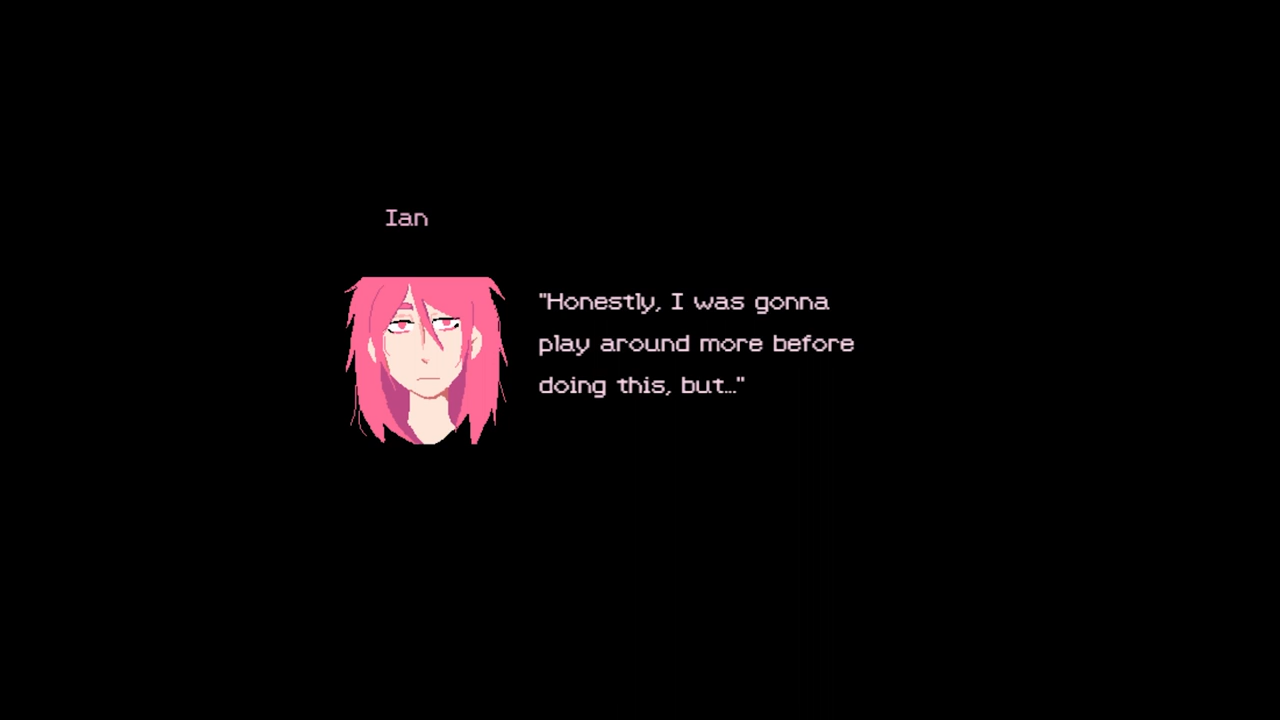 Ian
"Honestly, I was gonna
play around more before
doing this, but..."